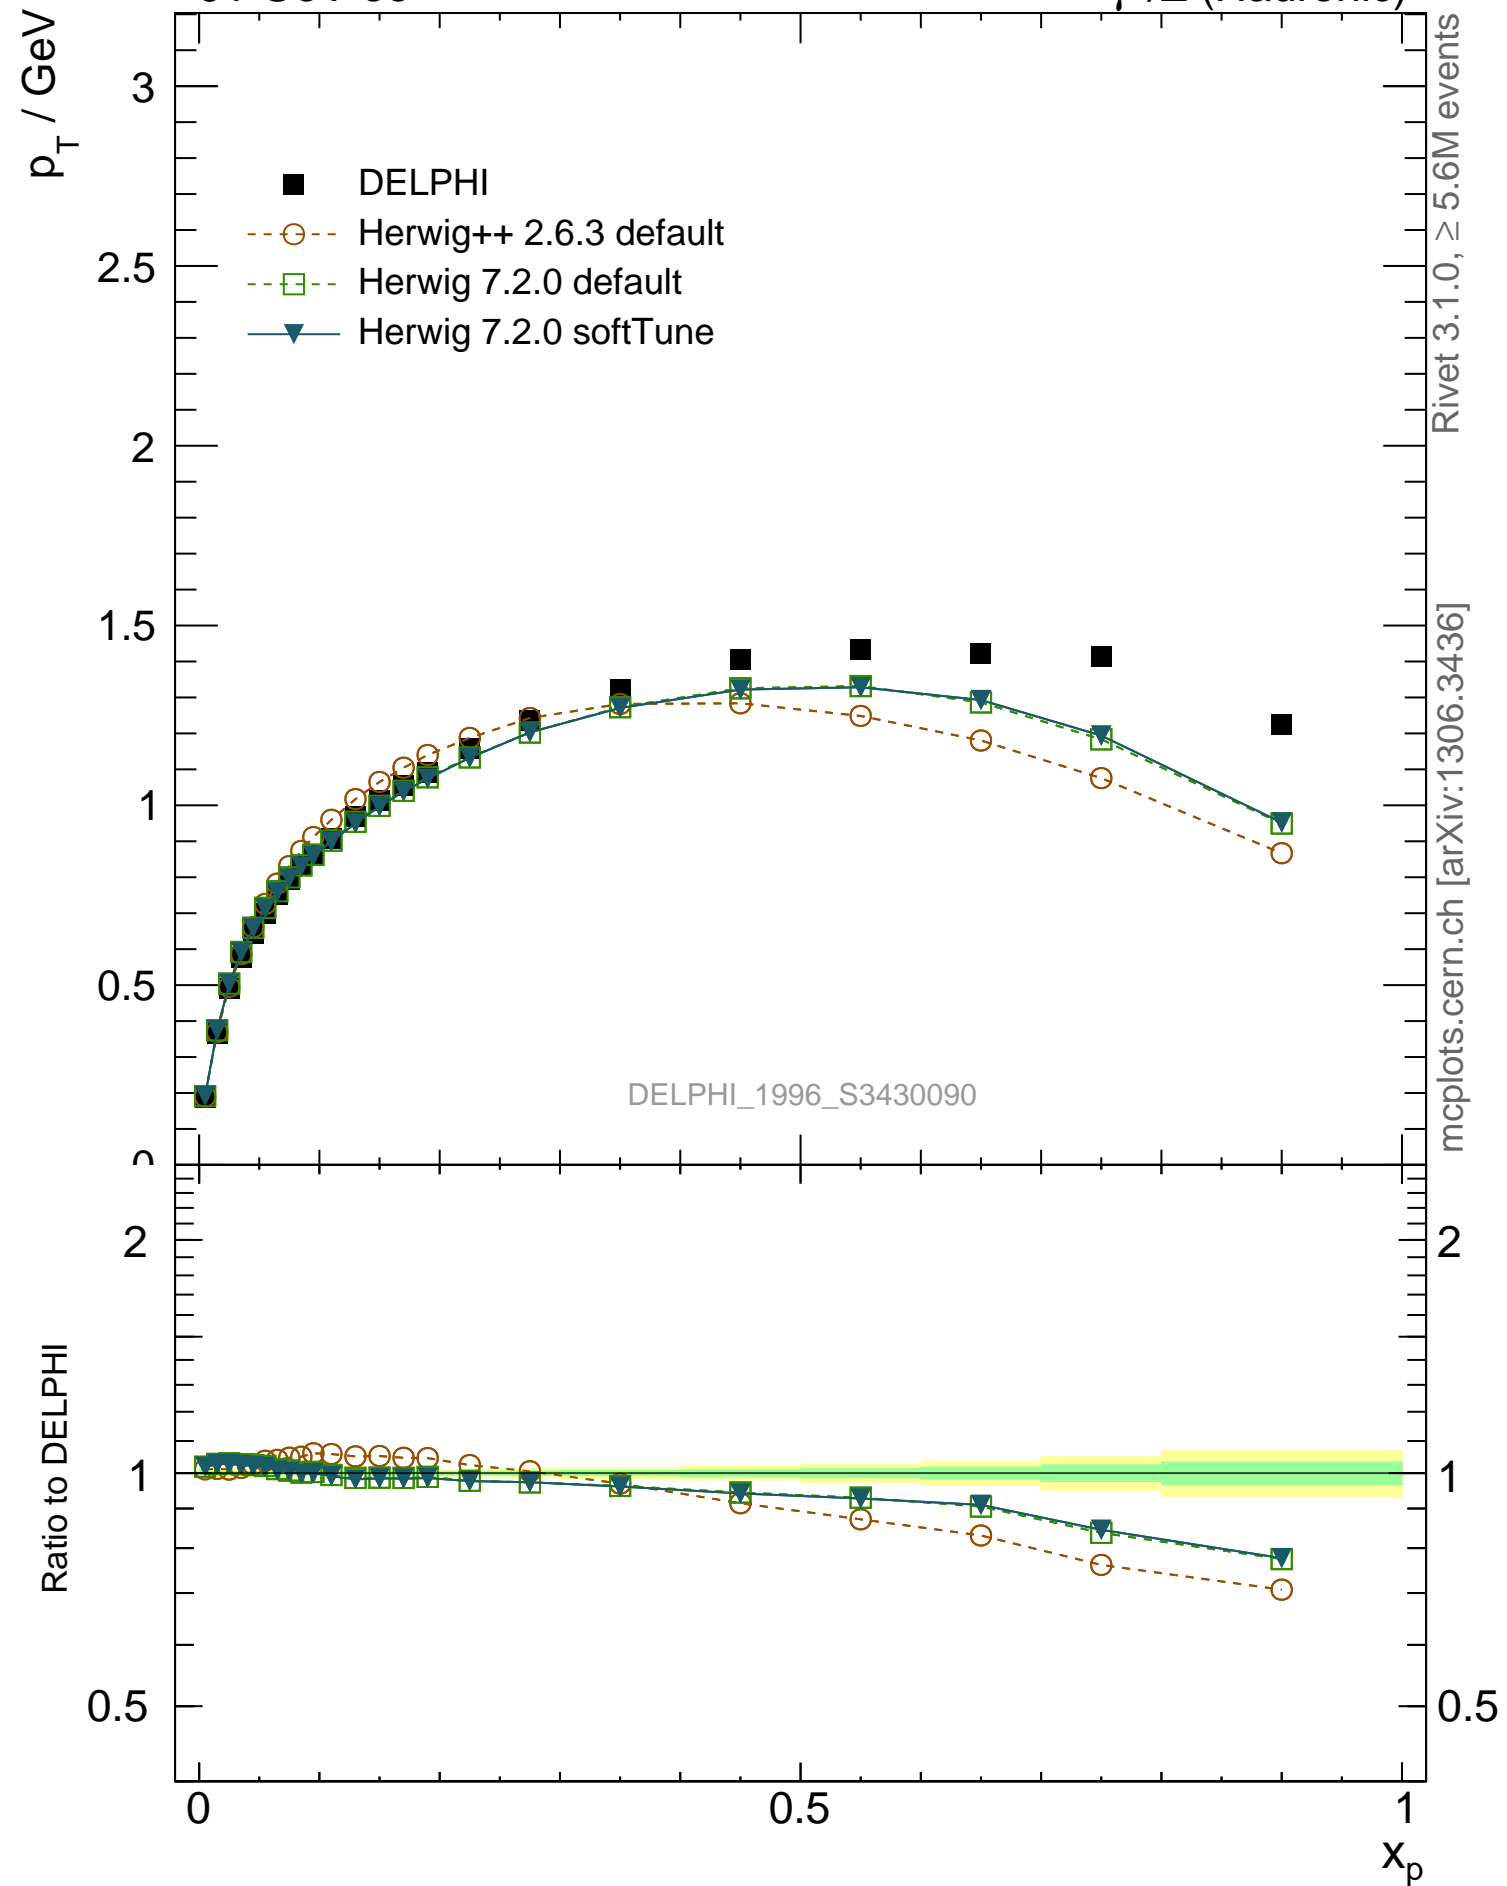 p_T / GeV
3
2.5
2
1.5
1
0.5
DELPHI
Herwig++ 2.6.3 default
Herwig 7.2.0 default
Herwig 7.2.0 softTune
DELPHI_1996_S3430090
Rivet 3.1.0, ≥ 5.6M events
mcplots.cern.ch [arXiv:1306.3436]
Ratio to DELPHI
2
1
0.5
2
1
0.5
0
0.5
1
x_p